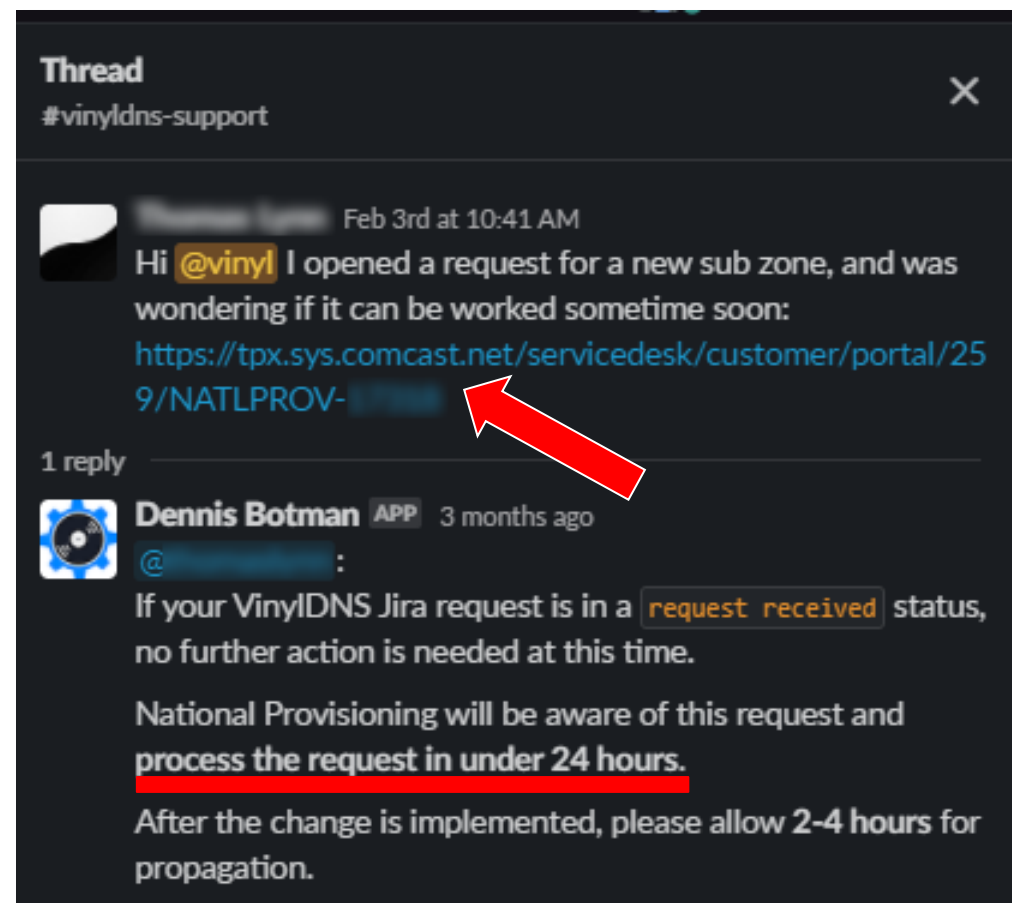 Thread
#vinyldns-support
Feb 3rd at 10:41 AM
Hi @vinyl I opened a request for a new sub zone, and was
wondering if it can be worked sometime soon:
https://tpx.sys.comcast.net/servicedesk/customer/portal/25
9/NATLPROV-
1 reply
Dennis Botman APP 3 months ago
@ :
If your VinylDNS Jira request is in a request received status,
no further action is needed at this time.
National Provisioning will be aware of this request and
process the request in under 24 hours.
After the change is implemented, please allow 2-4 hours for
propagation.